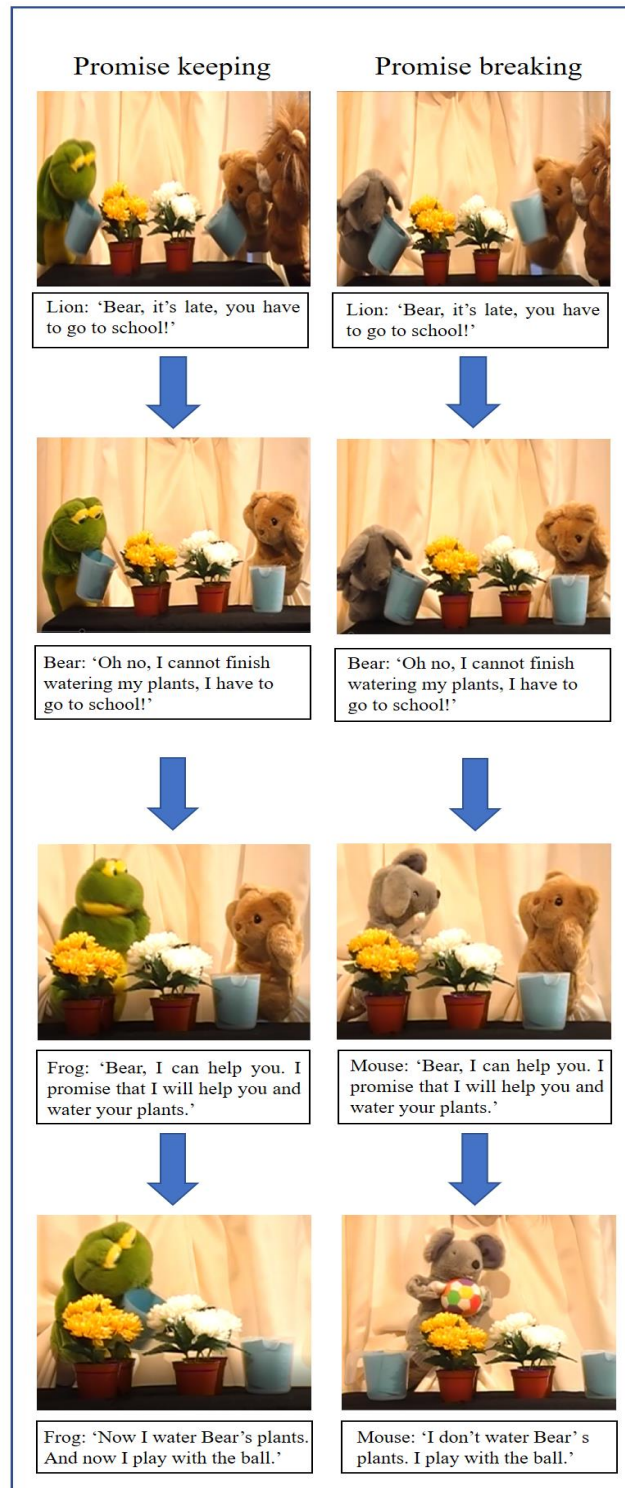 Promise keeping
Promise breaking
Lion: ‘Bear, it’s late, you have
to go to school!’
Lion: ‘Bear, it’s late, you have
to go to school!’
Bear: ‘Oh no, I cannot finish
watering my plants, I have to
go to school!’
Bear: ‘Oh no, I cannot finish
watering my plants, I have to
go to school!’
Frog: ‘Bear, I can help you. I
promise that I will help you and
water your plants.’
Mouse: ‘Bear, I can help you. I
promise that I will help you and
water your plants.’
Frog: ‘Now I water Bear’s plants.
And now I play with the ball.’
Mouse: ‘I don’t water Bear’ s
plants. I play with the ball.’